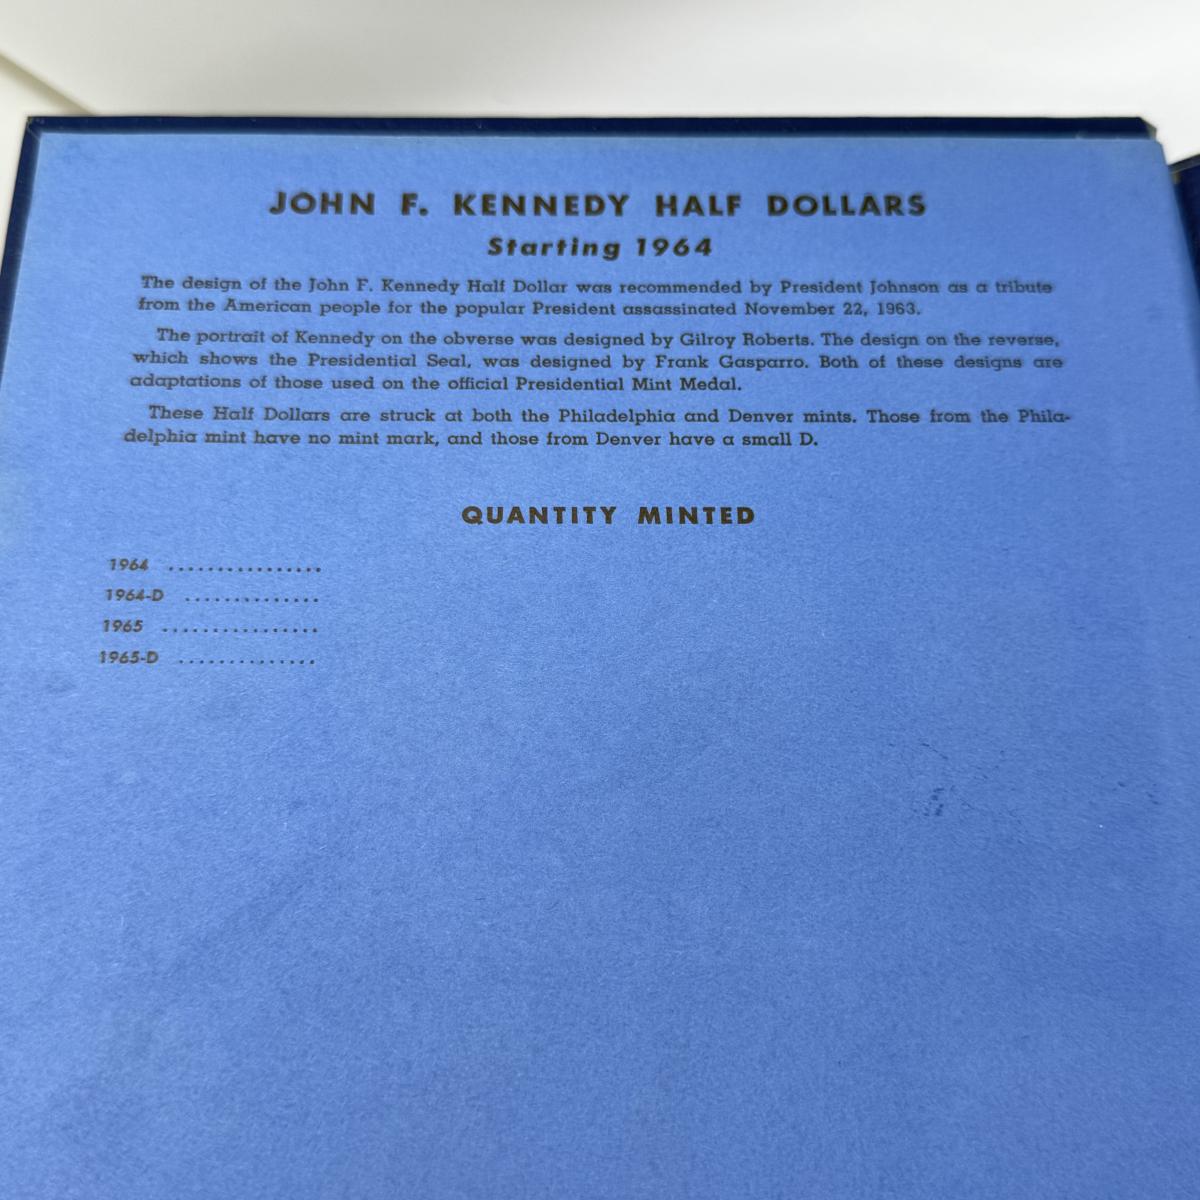 JOHN F. KENNEDY HALF DOLLARS
Starting 1964
The design of the John F. Kennedy Half Dollar was recommended by President Johnson as a tribute
from the American people for the popular President assassinated November 22, 1963.
The portrait of Kennedy on the obverse was designed by Gilroy Roberts. The design on the reverse,
which shows the Presidential Seal, was designed by Frank Gasparro. Both of these designs are
adaptations of those used on the official Presidential Mint Medal.
These Half Dollars are struck at both the Philadelphia and Denver mints. Those from the Phila-
delphia mint have no mint mark, and those from Denver have a small D.
QUANTITY MINTED
1964 ................
1964-D ..............
1965 ................
1965-D ..............